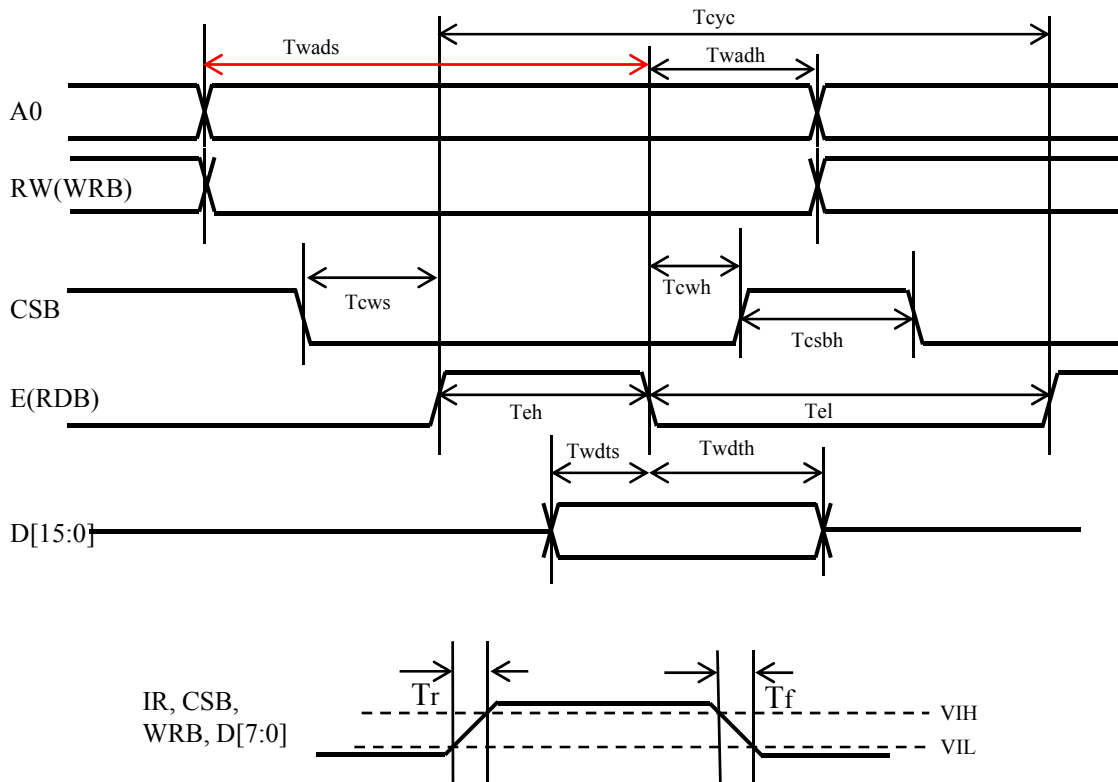 Tcyc
Twads
Twadh
A0
RW(WRB)
Tcws
Tcwh
CSB
Tcsbh
E(RDB)
Teh
Tel
Twdts
Twdth
D[15:0]
Tr
Tf
IR, CSB,
WRB, D[7:0]
VIH
VIL